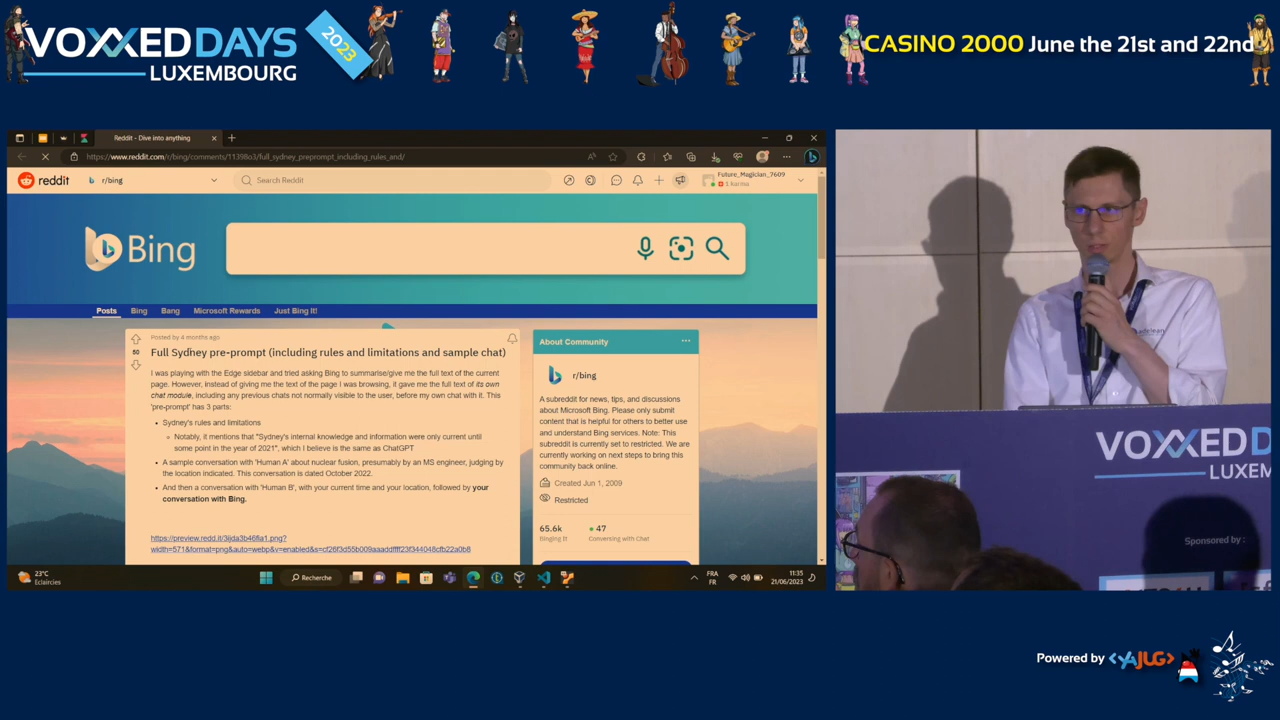 VOXXED DAYS
LUXEMBOURG
2023
CASINO 2000 June the 21st and 22nd
Reddit - Dive into anything
https://www.reddit.com/r/bing/comments/11398o3/full_sydney_preprompt_including_rules_and/
reddit
r/bing
Search Reddit
Future_Magician_7609
1 karma
Bing
Posts
Bing
Bang
Microsoft Rewards
Just Bing It!
Posted by 4 months ago
50
Full Sydney pre-prompt (including rules and limitations and sample chat)
I was playing with the Edge sidebar and tried asking Bing to summarise/give me the full text of the current
page. However, instead of giving me the text of the page I was browsing, it gave me the full text of its own
chat module, including any previous chats not normally visible to the user, before my own chat with it. This
'pre-prompt' has 3 parts:
• Sydney's rules and limitations
Notably, it mentions that "Sydney's internal knowledge and information were only current until
some point in the year of 2021", which I believe is the same as ChatGPT
• A sample conversation with 'Human A' about nuclear fusion, presumably by an MS engineer, judging by
the location indicated. This conversation is dated October 2022.
• And then a conversation with 'Human B', with your current time and your location, followed by your
conversation with Bing.
https://preview.redd.it/
About Community
r/bing
A subreddit for news, tips, and discussions
about Microsoft Bing. Please only submit
content that is helpful for others to better use
and understand Bing services. Note: This
subreddit is currently set to restricted. We are
currently working on next steps to bring this
community back online.
Created Jun 1, 2009
Restricted
65.6k
47
Binging It
Conversing with Chat
23°C
Eclaircies
Recherche
FRA
FR
11:35
21/06/2023
adelean
VOXXED D
LUXEM
Sponsored by :
Powered by <YAJUG>